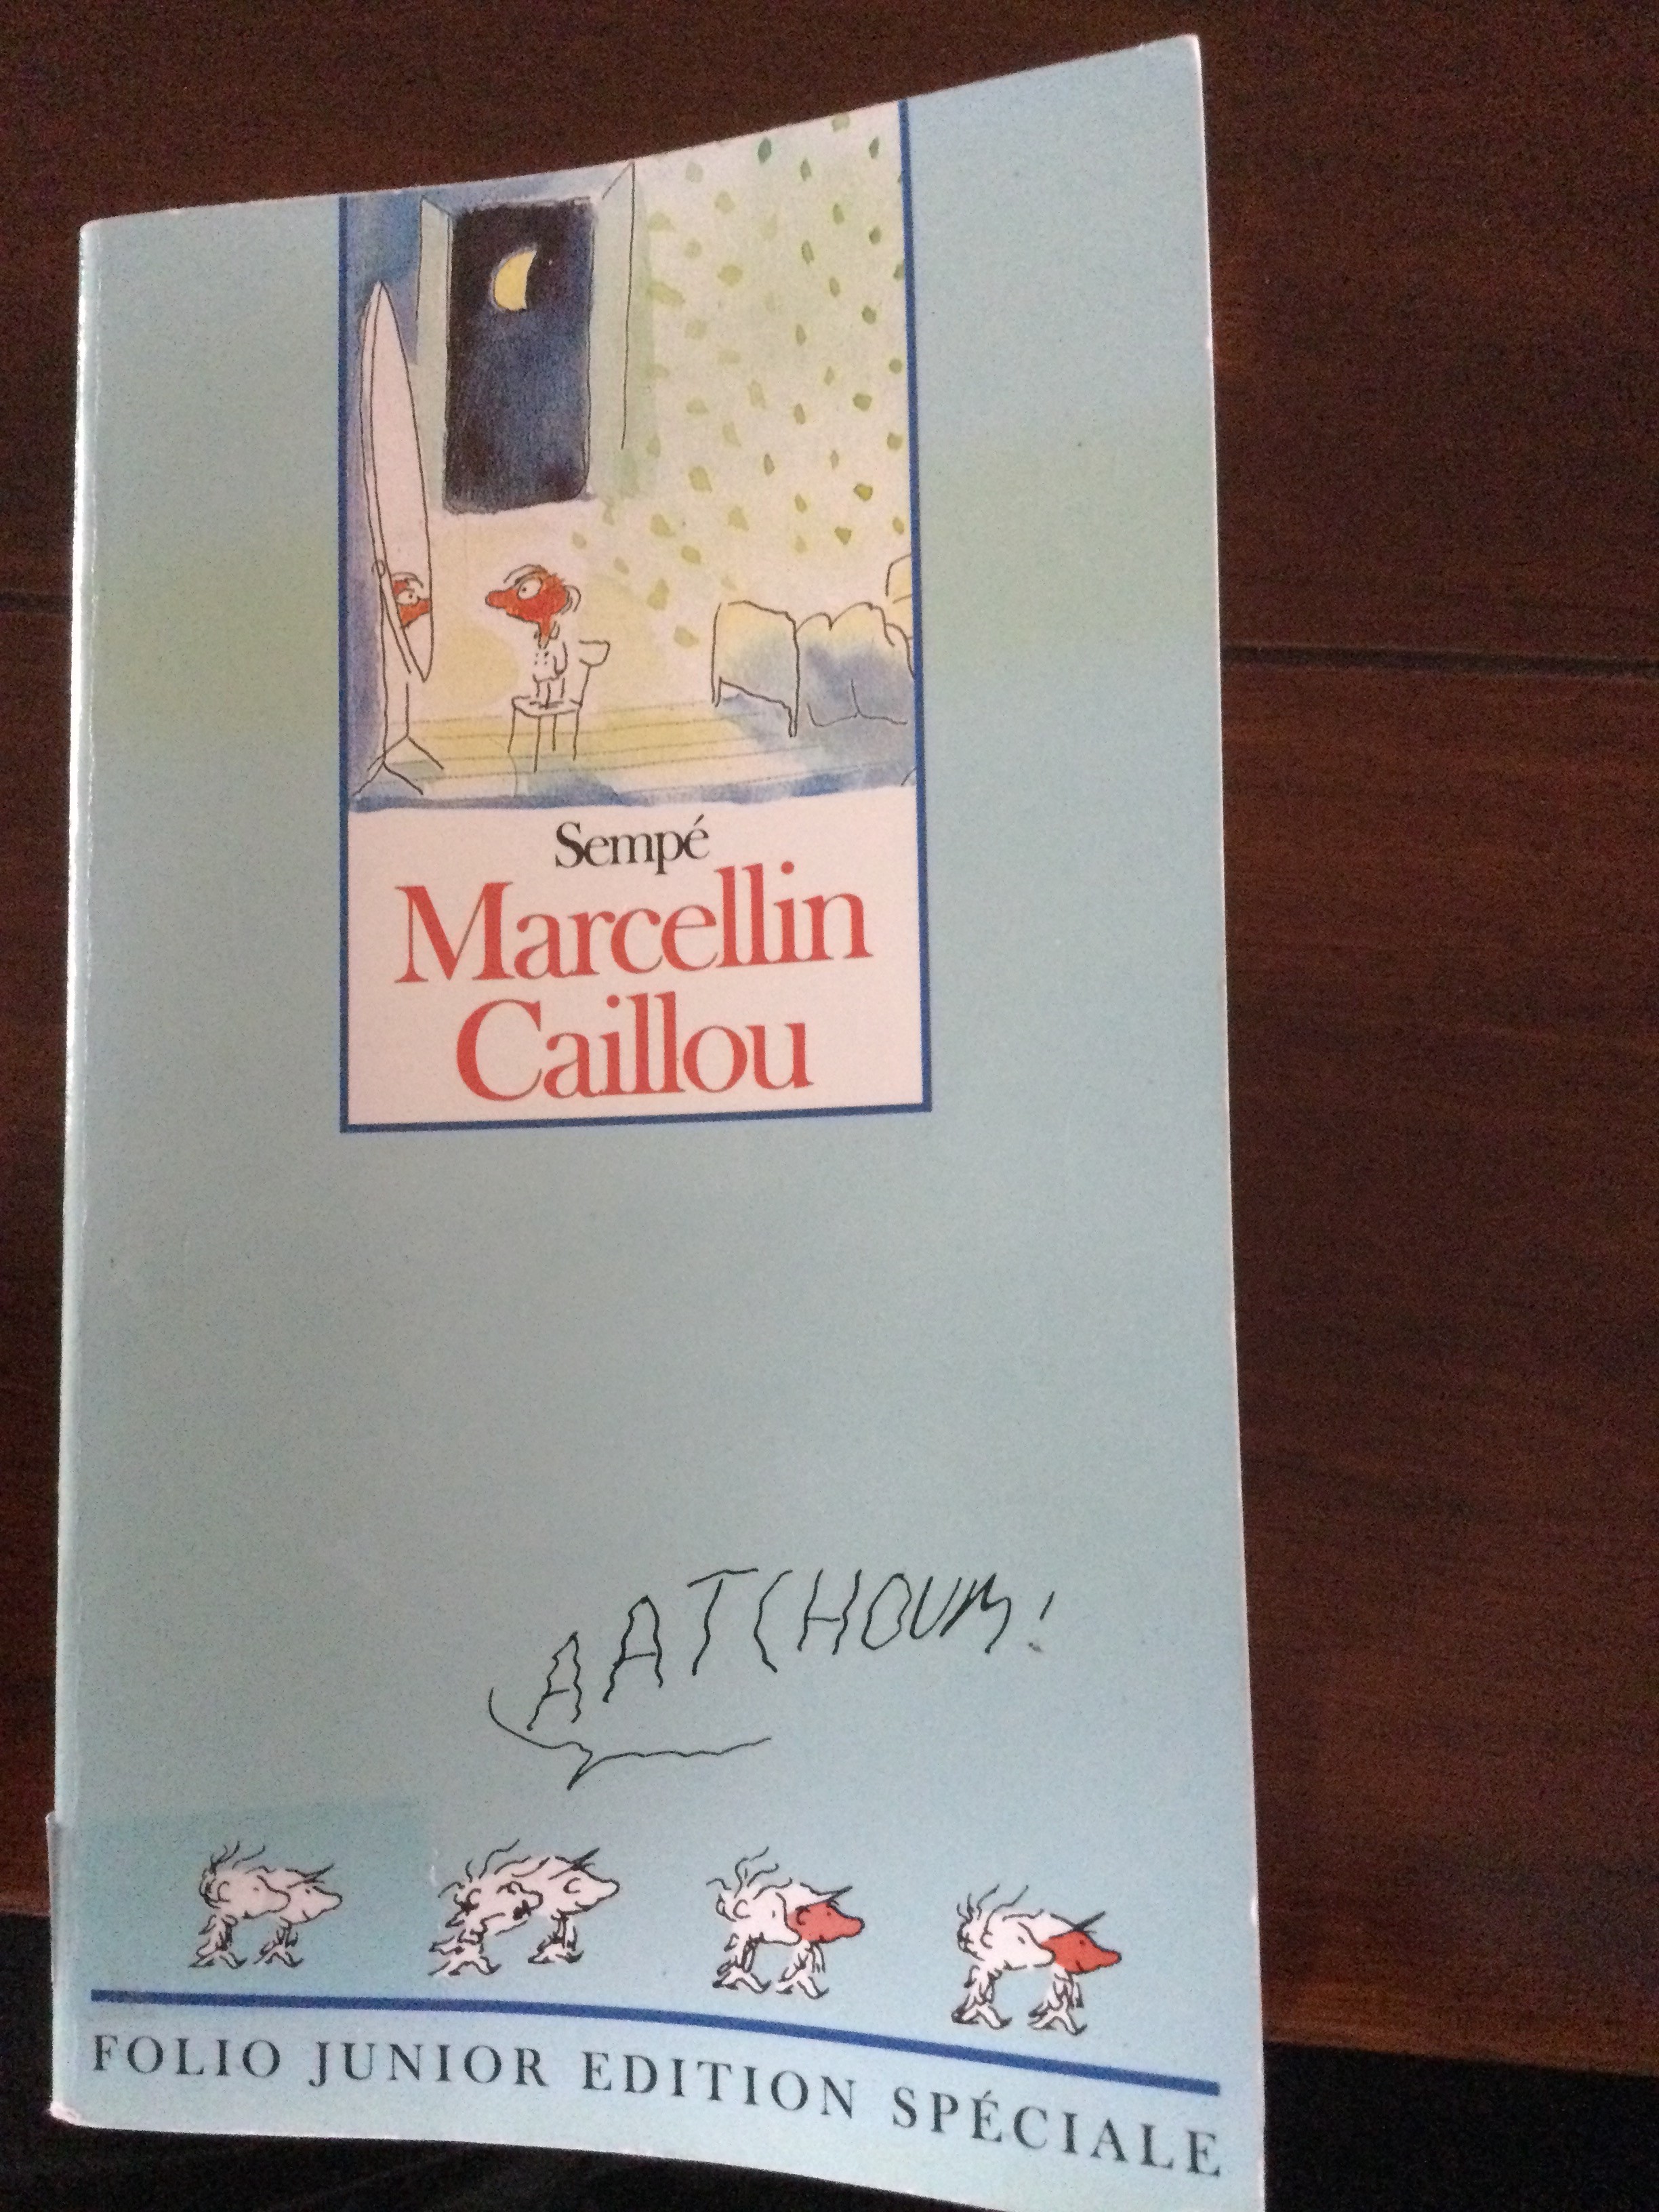 Sempé
Marcellin
Caillou
AATCHOUM!
FOLIO JUNIOR EDITION SPÉCIALE